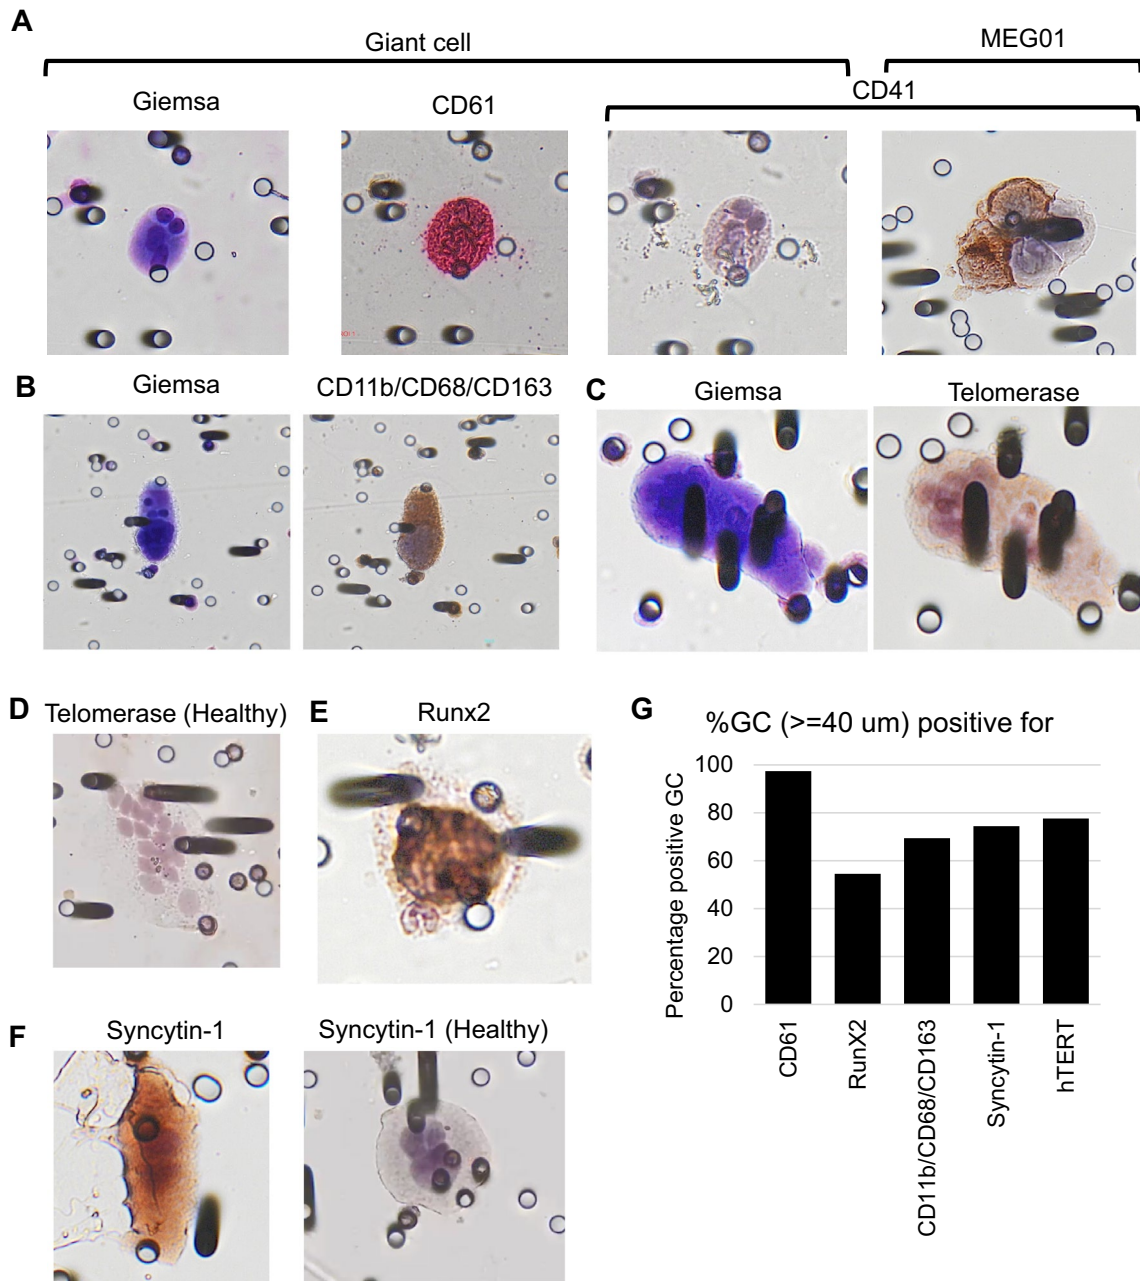 A
Giant cell
MEG01
Giemsa
CD61
CD41
B
Giemsa
CD11b/CD68/CD163
C
Giemsa
Telomerase
D
Telomerase (Healthy)
E
Runx2
G
%GC (>=40 um) positive for
Percentage positive GC
100
80
60
40
20
0
CD61
RunX2
CD11b/CD68/CD163
Syncytin-1
hTERT
F
Syncytin-1
Syncytin-1 (Healthy)